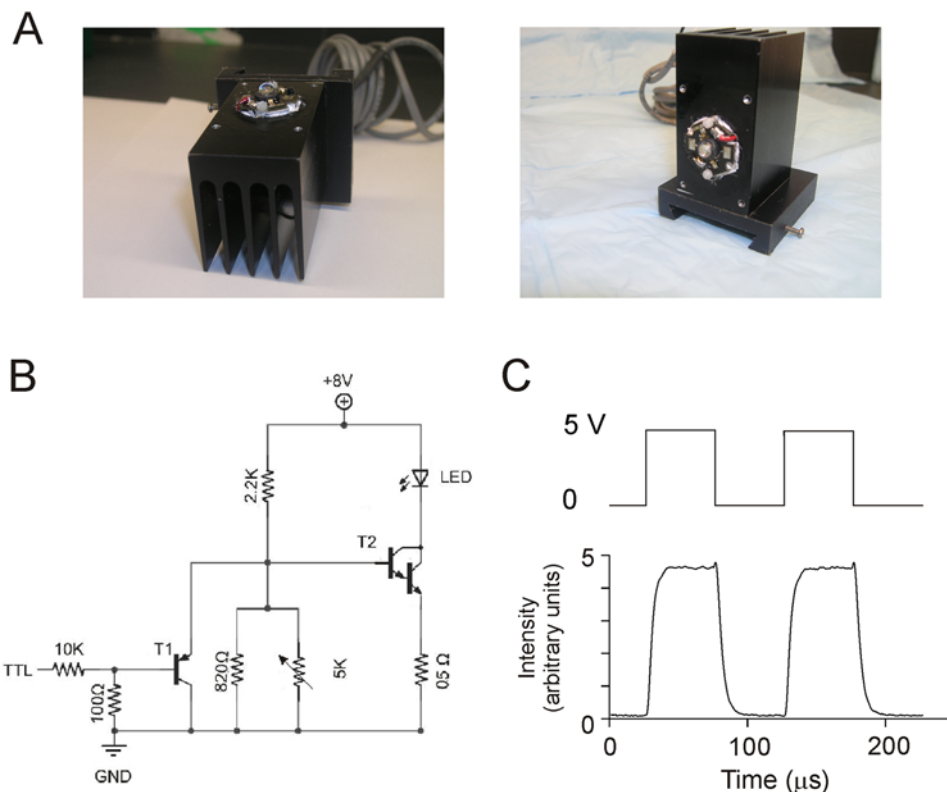 A
B
+8V
2.2K
LED
T2
10K
T1
TTL
100Ω
820Ω
5K
05 Ω
GND
C
5 V
0
5
Intensity
(arbitrary units)
0
0
100
200
Time (μs)